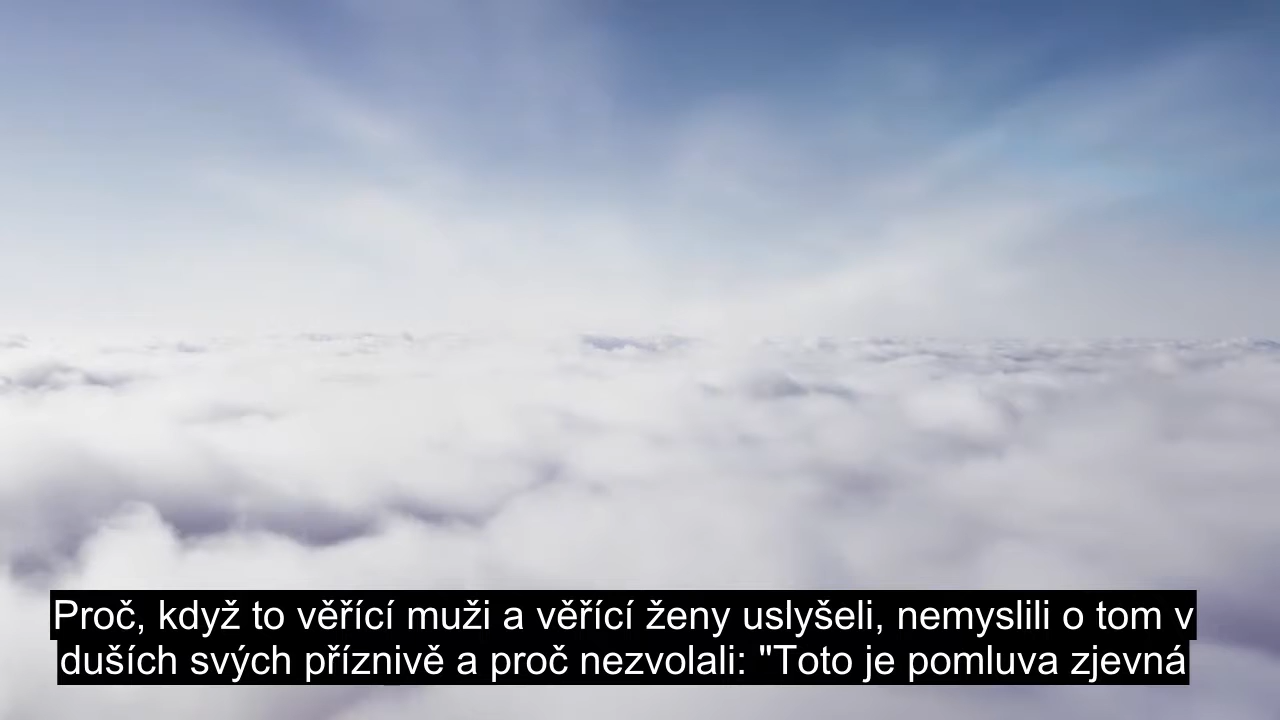 Proč, když to věřící muži a věřící ženy uslyšeli, nemyslili o tom v
duších svých příznivě a proč nezvolali: "Toto je pomluva zjevná